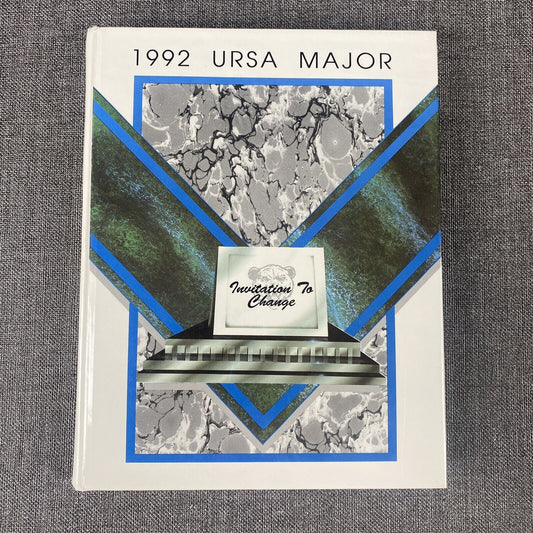 1992 URSA MAJOR
Invitation To
Change